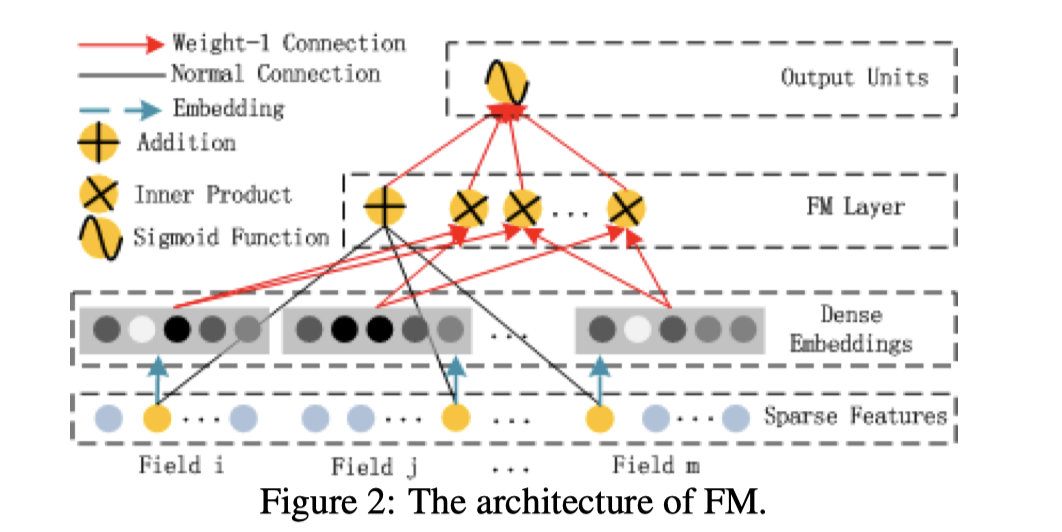 Weight-1 Connection
Normal Connection
Embedding
Addition
Inner Product
Sigmoid Function
Output Units
FM Layer
...
Dense
Embeddings
...
Sparse Features
... ... ... ...
Field i Field j ... Field m
Figure 2: The architecture of FM.